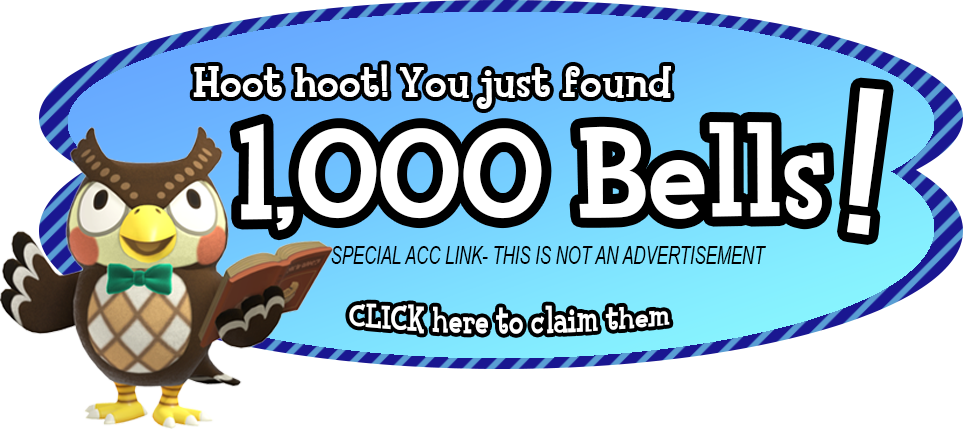 Hoot hoot! You just found
1,000 Bells!
SPECIAL ACC LINK- THIS IS NOT AN ADVERTISEMENT
CLICK here to claim them